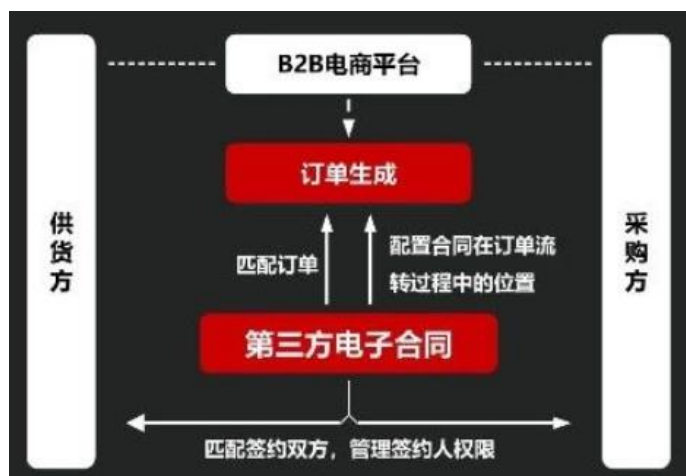 B2B电商平台
订单生成
供货方
采购方
匹配订单
配置合同在订单流
转过程中的位置
第三方电子合同
匹配签约双方，管理签约人权限